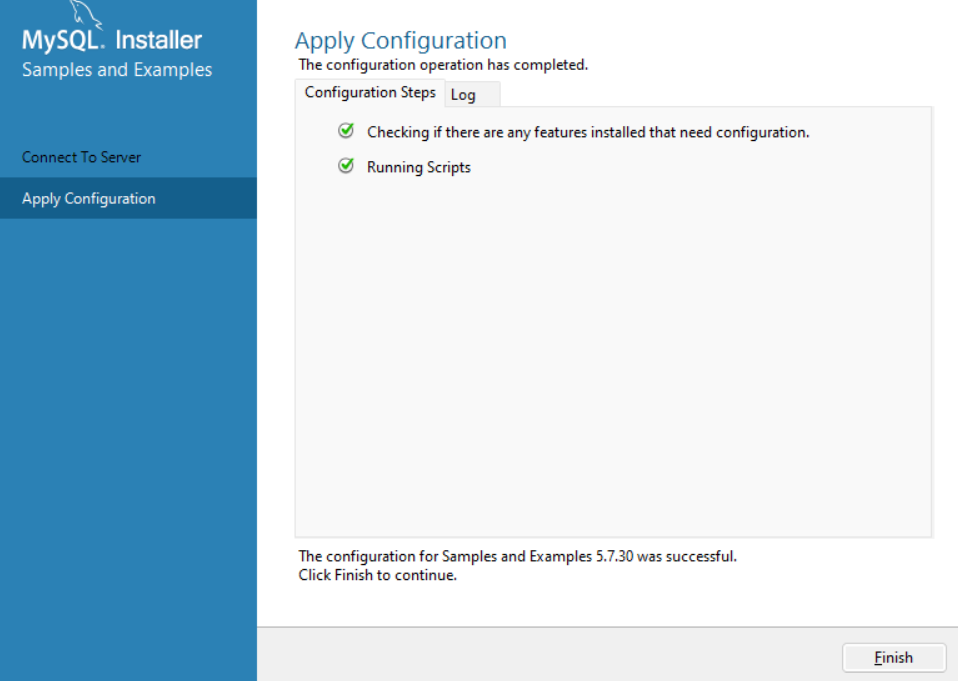 MySQL. Installer
Samples and Examples
Connect To Server
Apply Configuration
Apply Configuration
The configuration operation has completed.
Configuration Steps
Log
Checking if there are any features installed that need configuration.
Running Scripts
The configuration for Samples and Examples 5.7.30 was successful.
Click Finish to continue.
Finish